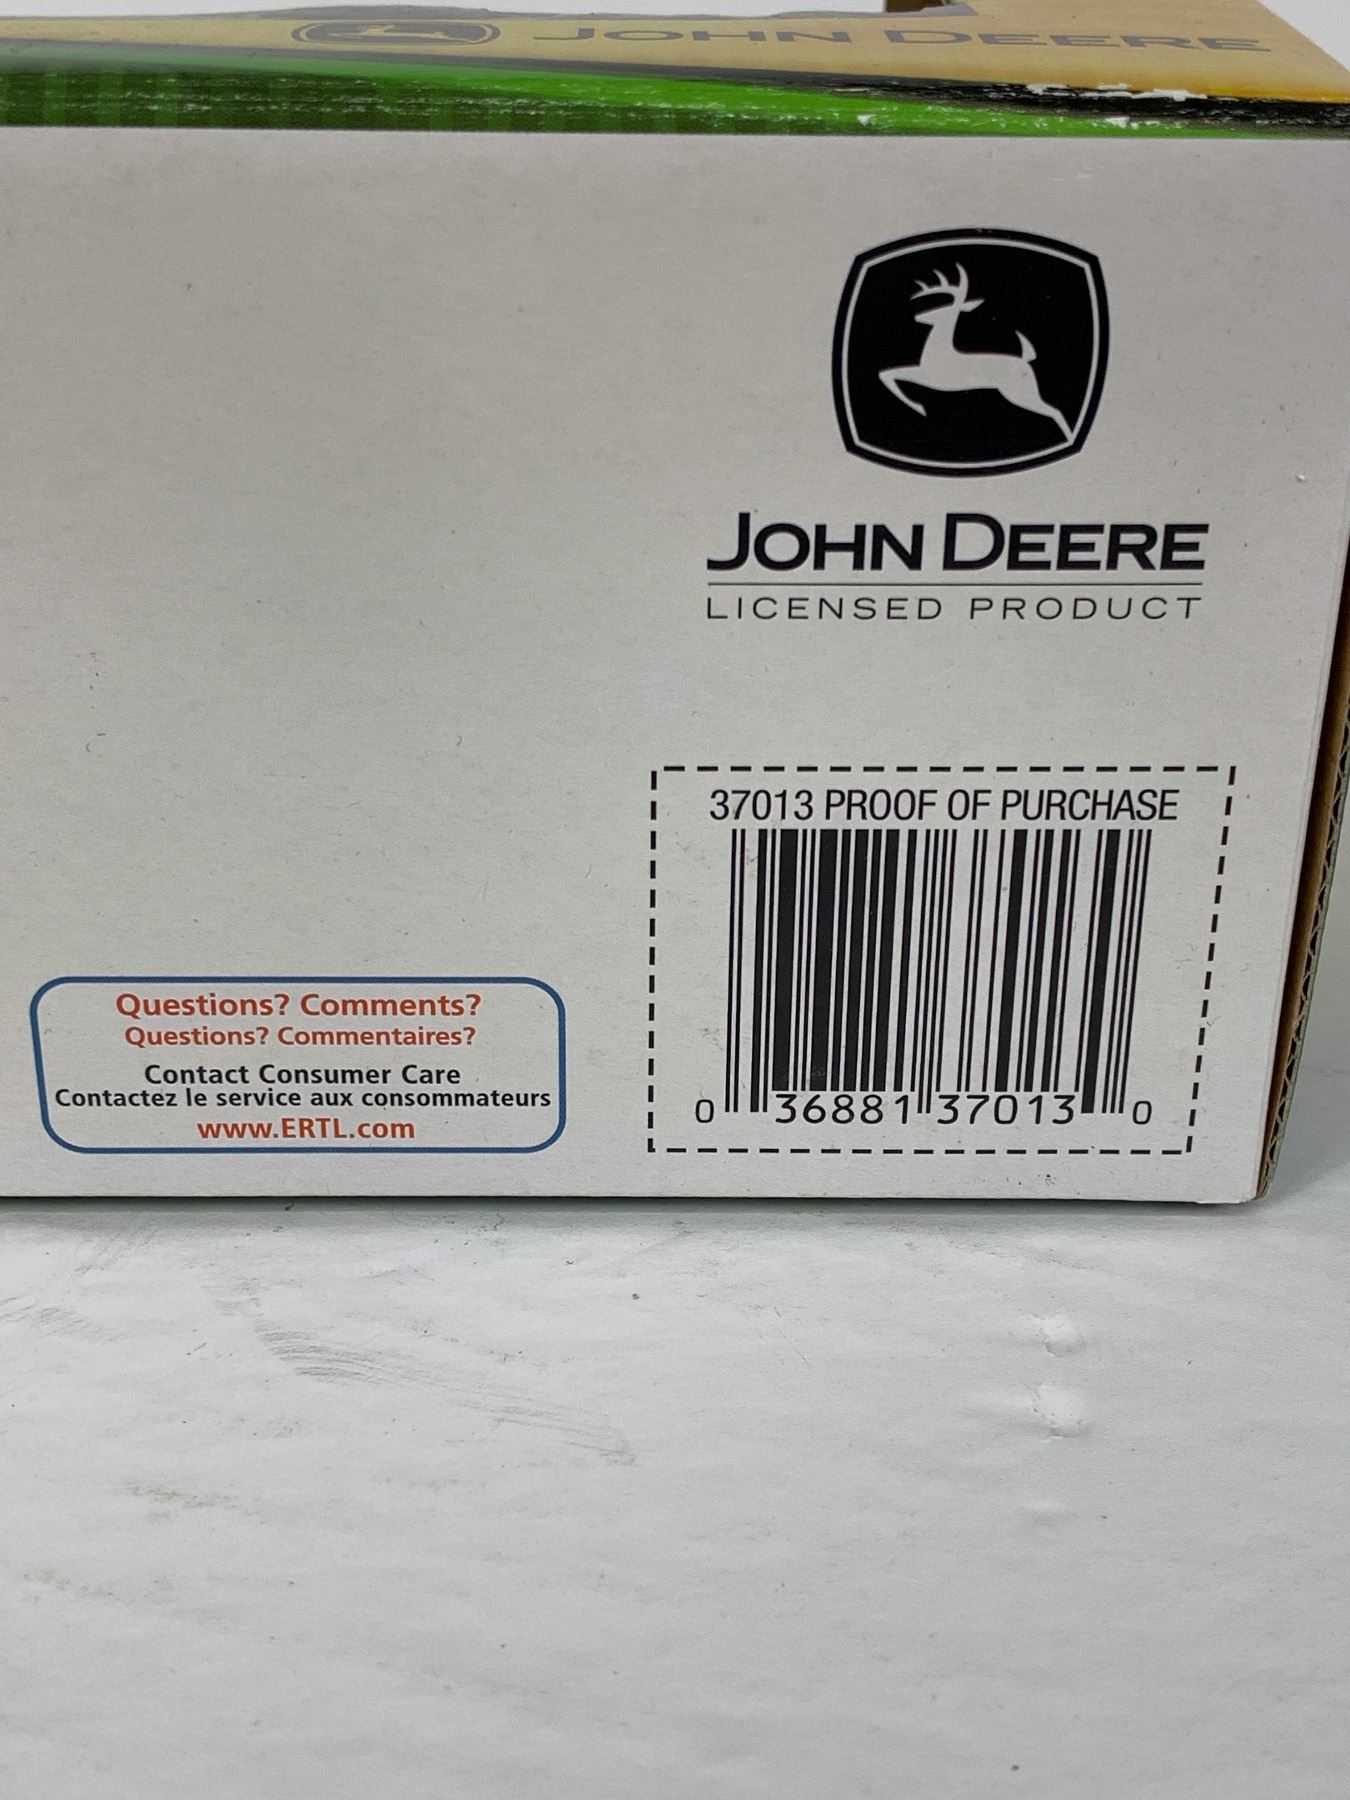 JOHN DEERE
JOHN DEERE
LICENSED PRODUCT
37013 PROOF OF PURCHASE
0 36881 37013 0
Questions? Comments?
Questions? Commentaires?
Contact Consumer Care
Contactez le service aux consommateurs
www.ERTL.com